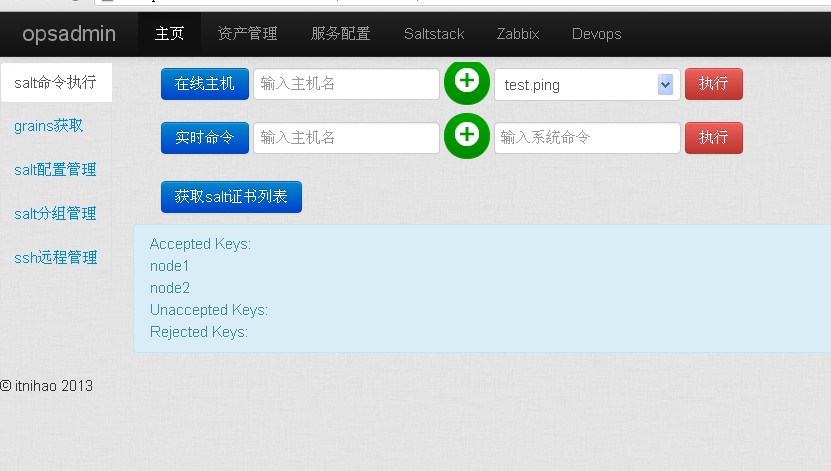 opsadmin 主页 资产管理 服务配置 Saltstack Zabbix Devops
salt命令执行
grains获取
salt配置管理
salt分组管理
ssh远程管理
在线主机 输入主机名 test.ping 执行
实时命令 输入主机名 输入系统命令 执行
获取salt证书列表
Accepted Keys:
node1
node2
Unaccepted Keys:
Rejected Keys:
© itnihao 2013